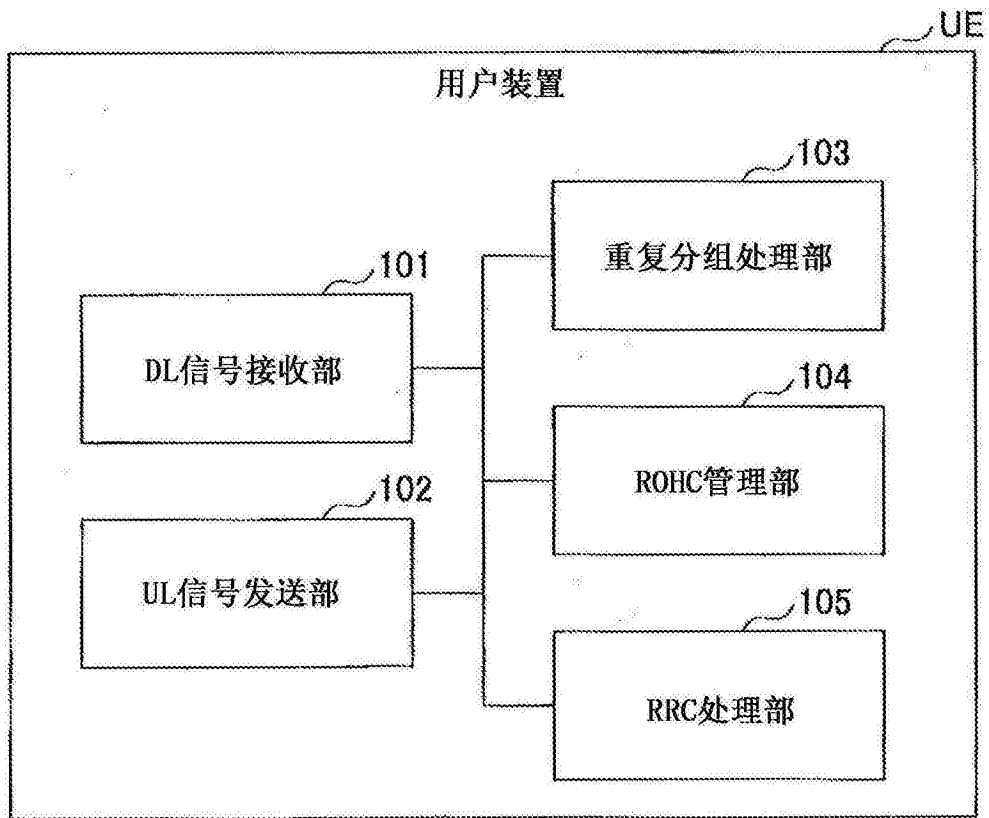 UE
用户装置
103
重复分组处理部
101
DL信号接收部
104
ROHC管理部
102
UL信号发送部
105
RRC处理部